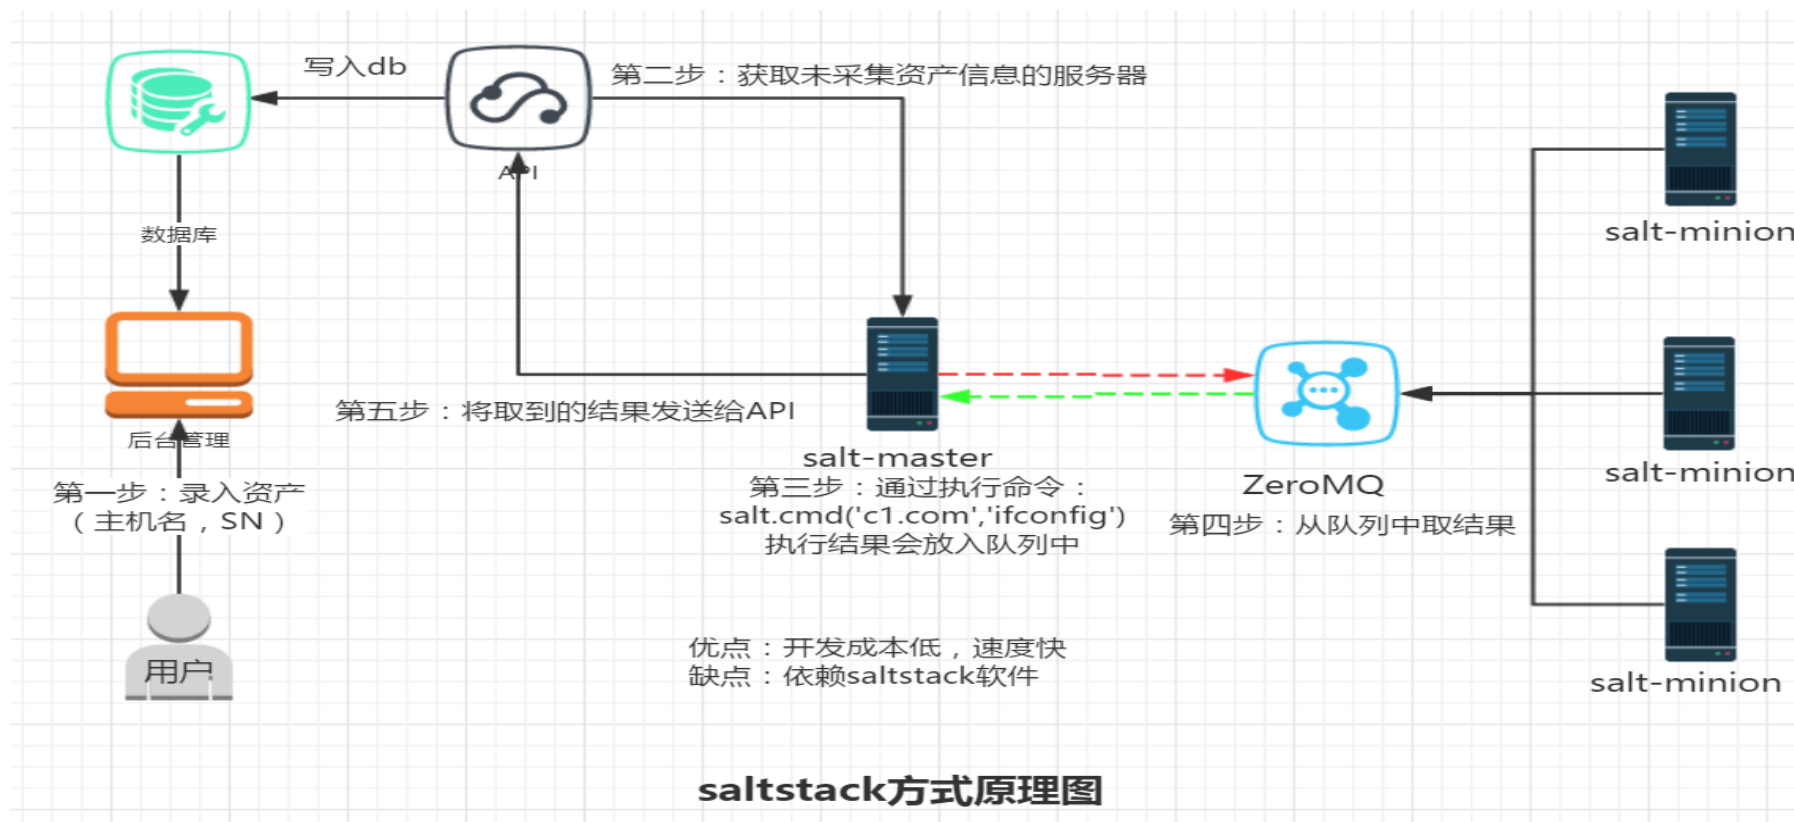 写入db
第二步：获取未采集资产信息的服务器
API
salt-minion
数据库
第五步：将取到的结果发送给API
后台管理
salt-master
salt-minion
第一步：录入资产
（主机名，SN）
第三步：通过执行命令：
salt.cmd('c1.com','ifconfig')
执行结果会放入队列中
ZeroMQ
第四步：从队列中取结果
用户
优点：开发成本低，速度快
缺点：依赖saltstack软件
salt-minion
saltstack方式原理图